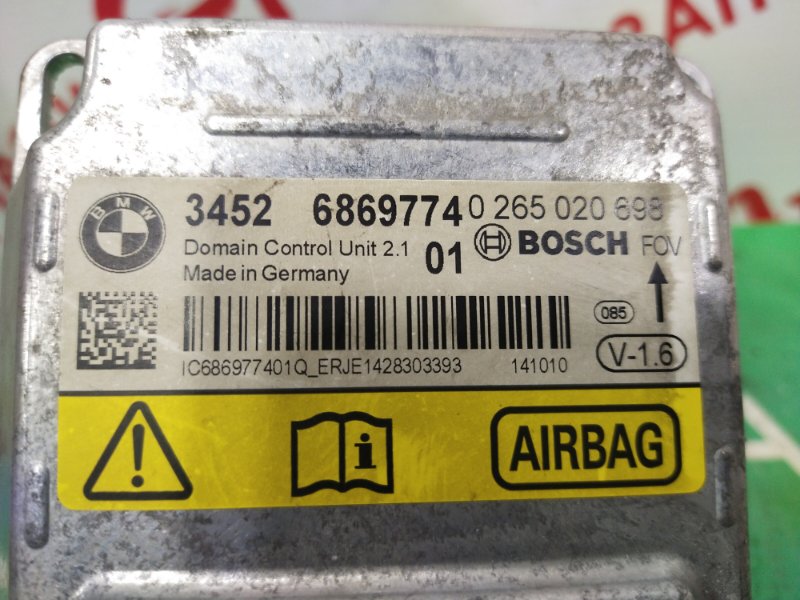 BMW
3452 6869774 0 265 020 698
Domain Control Unit 2.1 01 BOSCH FOV
Made in Germany
085
V-1.6
IC686977401Q_ERJE1428303393 141010
i
AIRBAG